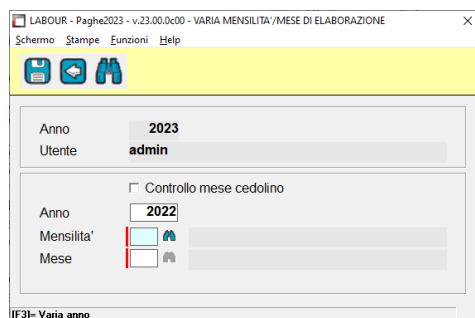 LABOUR - Paghe2023 - v.23.00.0c00 - VARIA MENSILITA'/MESE DI ELABORAZIONE
Schermo Stampe Funzioni Help
Anno 2023
Utente admin
Controllo mese cedolino
Anno 2022
Mensilita'
Mese
[F3]= Varia anno